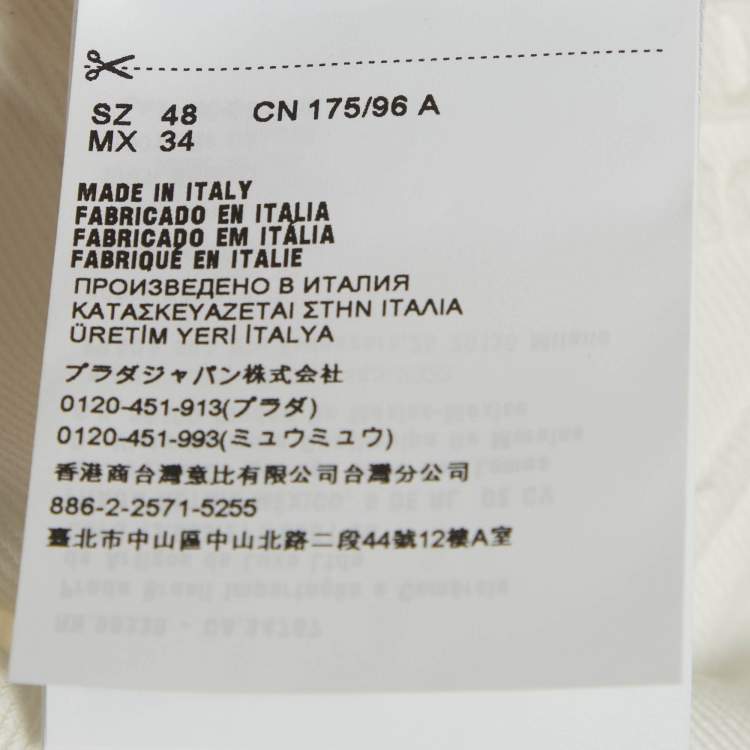 SZ 48 CN 175/96 A
MX 34
MADE IN ITALY
FABRICADO EN ITALIA
FABRICADO EM ITÁLIA
FABRIQUÉ EN ITALIE
ПРОИЗВЕДЕНО В ИТАЛИЯ
ΚΑΤΑΣΚΕΥΑΖΕΤΑΙ ΣΤΗΝ ΙΤΑΛΙΑ
ÜRETİM YERİ İTALYA
プラダジャパン株式会社
0120-451-913(プラダ)
0120-451-993(ミュウミュウ)
香港商台灣意比有限公司台灣分公司
886-2-2571-5255
臺北市中山區中山北路二段44號12樓A室